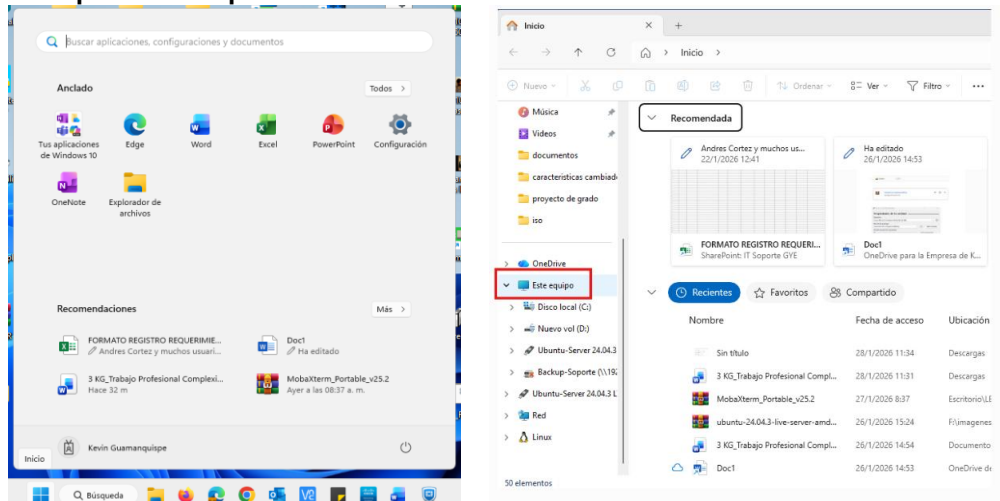 Buscar aplicaciones, configuraciones y documentos
Anclado
Todos
Tus aplicaciones de Windows 10
Edge
Word
Excel
PowerPoint
Configuración
OneNote
Explorador de archivos
Recomendaciones
Más
FORMATO REGISTRO REQUERIMIE...
Andres Cortez y muchos usuari...
Doc1
Ha editado
3 KG_Trabajo Profesional Complexi...
Hace 32 m
MobaXterm_Portable_v25.2
Ayer a las 08:37 a. m.
Kevin Guamanquispe
Inicio
Búsqueda
Inicio
Inicio
Nuevo
Ordenar
Ver
Filtro
Música
Videos
documentos
caracteristicas cambiad
proyecto de grado
iso
OneDrive
Este equipo
Disco local (C:)
Nuevo vol (D:)
Ubuntu-Server 24.04.3
Backup-Soporte (\\192
Ubuntu-Server 24.04.3 L
Red
Linux
50 elementos
Recomendada
Andres Cortez y muchos us...
22/1/2026 12:41
FORMATO REGISTRO REQUERI...
SharePoint: IT Soporte GYE
Ha editado
26/1/2026 14:53
Doc1
OneDrive para la Empresa de K...
Recientes
Favoritos
Compartido
Nombre Fecha de acceso Ubicación
Sin título 28/1/2026 11:34 Descargas
3 KG_Trabajo Profesional Compl... 28/1/2026 11:31 Descargas
MobaXterm_Portable_v25.2 27/1/2026 8:37 Escritorio\LE
ubuntu-24.04.3-live-server-amd... 26/1/2026 15:24 F:\imagenes
3 KG_Trabajo Profesional Compl... 26/1/2026 14:54 Documento
Doc1 26/1/2026 14:53 OneDrive de